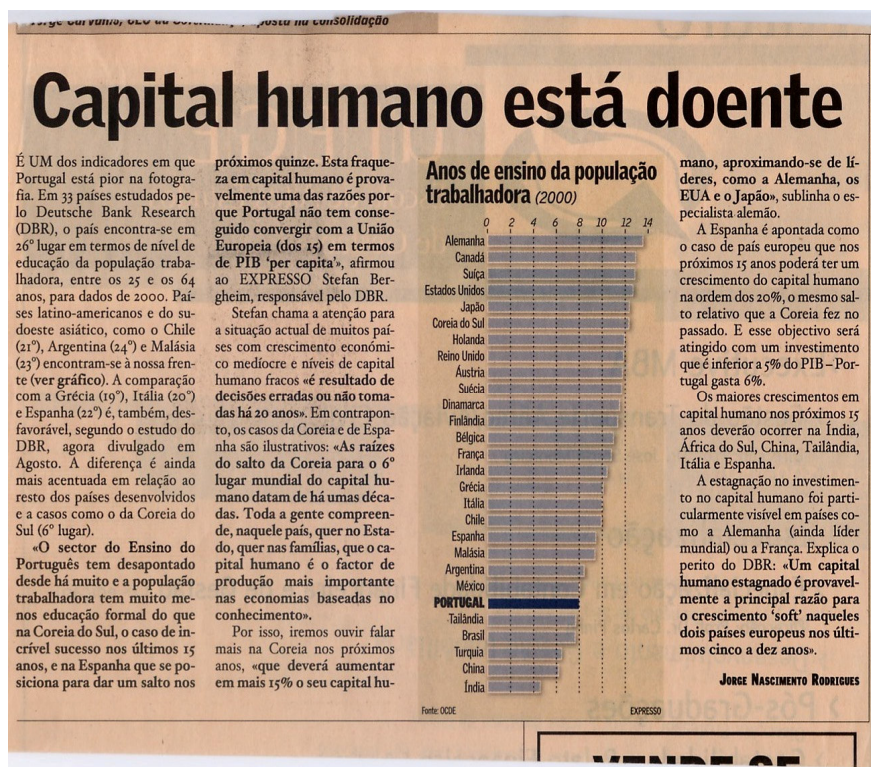 Capital humano está doente
É UM dos indicadores em que
Portugal está pior na fotogra-
fia. Em 33 países estudados pe-
lo Deutsche Bank Research
(DBR), o país encontra-se em
26º lugar em termos de nível de
educação da população traba-
lhadora, entre os 25 e os 64
anos, para dados de 2000. Paí-
ses latino-americanos e do su-
doeste asiático, como o Chile
(21º), Argentina (24º) e Malásia
(23º) encontram-se à nossa fren-
te (ver gráfico). A comparação
com a Grécia (19º), Itália (20º)
e Espanha (22º) é, também, des-
favorável, segundo o estudo do
DBR, agora divulgado em
Agosto. A diferença é ainda
mais acentuada em relação ao
resto dos países desenvolvidos
e a casos como o da Coreia do
Sul (6º lugar).
«O sector do Ensino do
Português tem desapontado
desde há muito e a população
trabalhadora tem muito me-
nos educação formal do que
na Coreia do Sul, o caso de in-
crível sucesso nos últimos 15
anos, e na Espanha que se po-
siciona para dar um salto nos
próximos quinze. Esta fraque-
za em capital humano é prova-
velmente uma das razões por-
que Portugal não tem conse-
guido convergir com a União
Europeia (dos 15) em termos
de PIB 'per capita'», afirmou
ao EXPRESSO Stefan Ber-
gheim, responsável pelo DBR.
Stefan chama a atenção para
a situação actual de muitos paí-
ses com crescimento económi-
co medíocre e níveis de capital
humano fracos «é resultado de
decisões erradas ou não toma-
das há 20 anos». Em contrapon-
to, os casos da Coreia e de Espa-
nha são ilustrativos: «As raízes
do salto da Coreia para o 6º
lugar mundial do capital hu-
mano datam de há umas déca-
das. Toda a gente compreen-
de, naquele país, quer no Esta-
do, quer nas famílias, que o ca-
pital humano é o factor de
produção mais importante
nas economias baseadas no
conhecimento».
Por isso, iremos ouvir falar
mais na Coreia nos próximos
anos, «que deverá aumentar
em mais 15% o seu capital hu-
Anos de ensino da população
trabalhadora (2000)
0 2 4 6 8 10 12 14
Alemanha
Canadá
Suíça
Estados Unidos
Japão
Coreia do Sul
Holanda
Reino Unido
Áustria
Suécia
Dinamarca
Finlândia
Bélgica
França
Irlanda
Grécia
Itália
Chile
Espanha
Malásia
Argentina
México
PORTUGAL
Tailândia
Brasil
Turquia
China
Índia
Fonte: OCDE EXPRESSO
mano, aproximando-se de lí-
deres, como a Alemanha, os
EUA e o Japão», sublinha o es-
pecialista alemão.
A Espanha é apontada como
o caso de país europeu que nos
próximos 15 anos poderá ter um
crescimento do capital humano
na ordem dos 20%, o mesmo sal-
to relativo que a Coreia fez no
passado. E esse objectivo será
atingido com um investimento
que é inferior a 5% do PIB – Por-
tugal gasta 6%.
Os maiores crescimentos em
capital humano nos próximos 15
anos deverão ocorrer na Índia,
África do Sul, China, Tailândia,
Itália e Espanha.
A estagnação no investimen-
to no capital humano foi parti-
cularmente visível em países co-
mo a Alemanha (ainda líder
mundial) ou a França. Explica o
perito do DBR: «Um capital
humano estagnado é provavel-
mente a principal razão para
o crescimento 'soft' naqueles
dois países europeus nos últi-
mos cinco a dez anos».
JORGE NASCIMENTO RODRIGUES